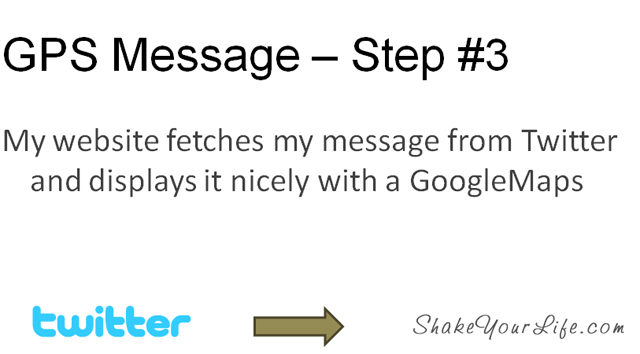 GPS Message – Step #3
My website fetches my message from Twitter
and displays it nicely with a GoogleMaps
twitter
ShakeYourLife.com